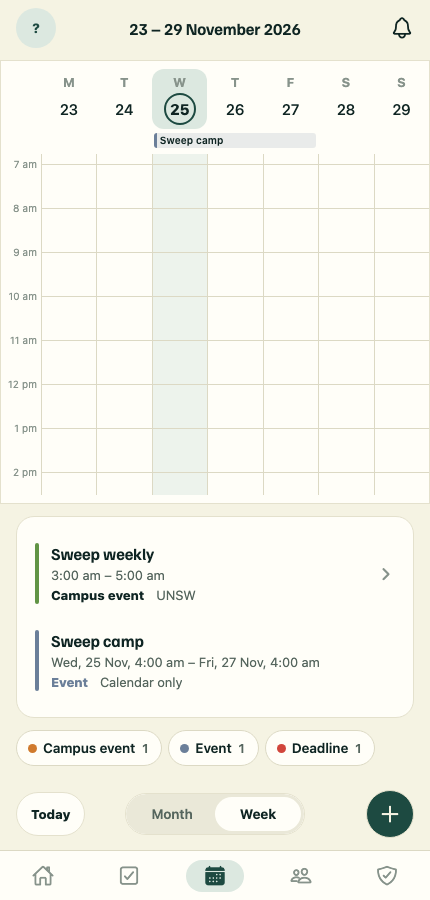 ?
23 – 29 November 2026
M T W T F S S
23 24 25 26 27 28 29
Sweep camp
7 am
8 am
9 am
10 am
11 am
12 pm
1 pm
2 pm
Sweep weekly
3:00 am – 5:00 am
Campus event UNSW
Sweep camp
Wed, 25 Nov, 4:00 am – Fri, 27 Nov, 4:00 am
Event Calendar only
Campus event 1 Event 1 Deadline 1
Today Month Week